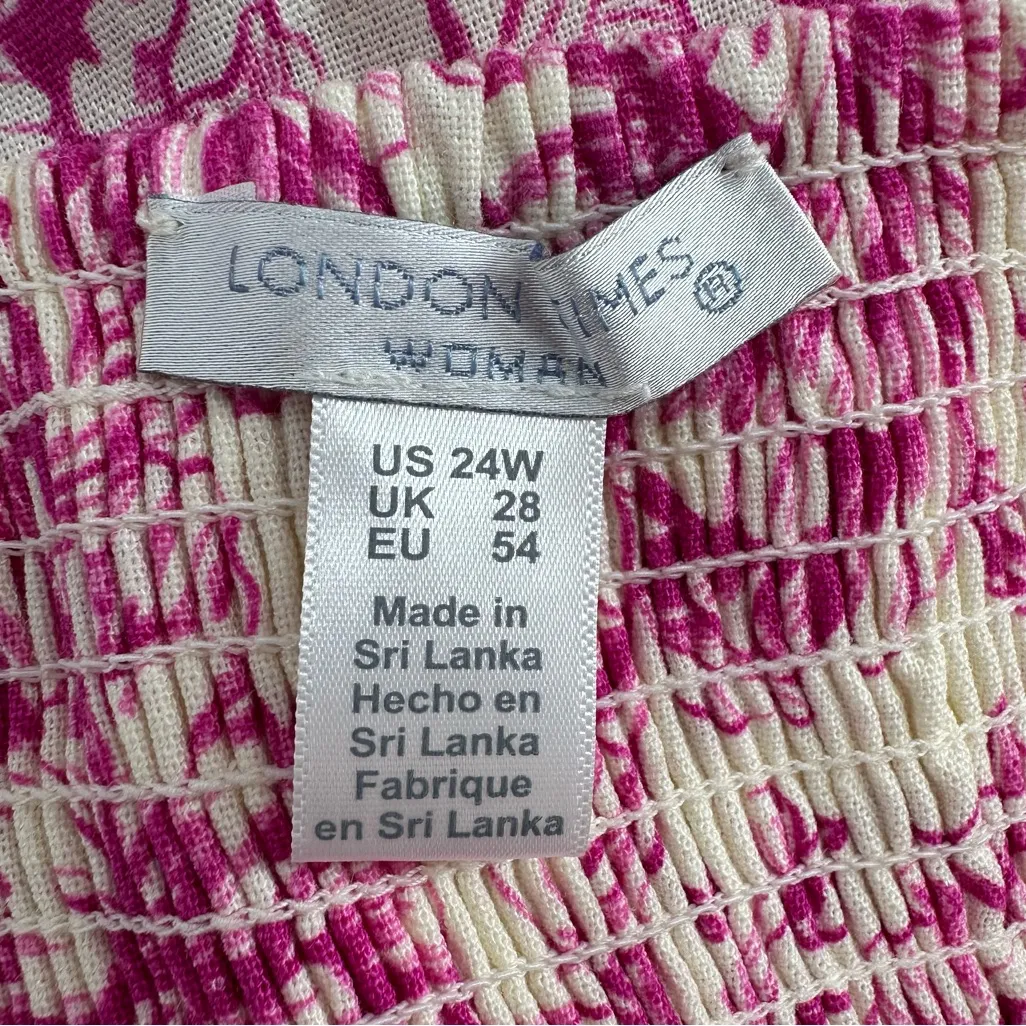 LONDON TIMES®
WOMAN
US 24W
UK 28
EU 54
Made in
Sri Lanka
Hecho en
Sri Lanka
Fabrique
en Sri Lanka